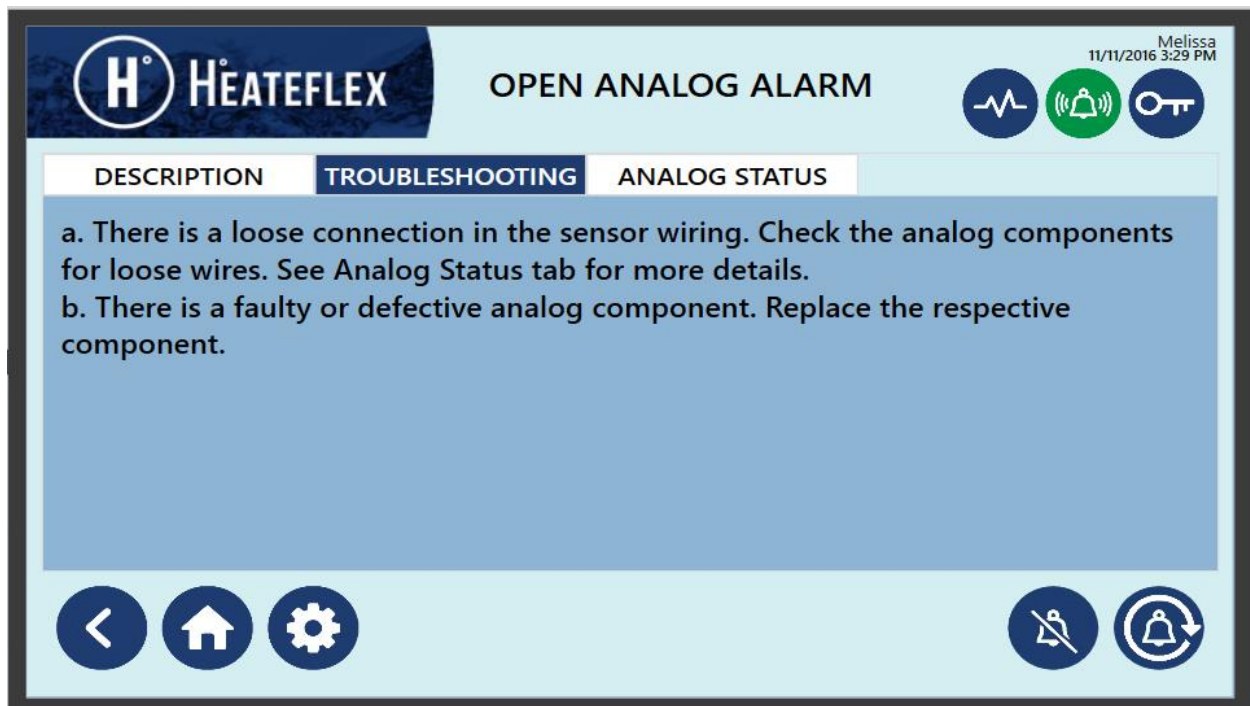 Melissa
11/11/2016 3:29 PM
H° HEATEFLEX
OPEN ANALOG ALARM
DESCRIPTION
TROUBLESHOOTING
ANALOG STATUS
a. There is a loose connection in the sensor wiring. Check the analog components
for loose wires. See Analog Status tab for more details.
b. There is a faulty or defective analog component. Replace the respective
component.